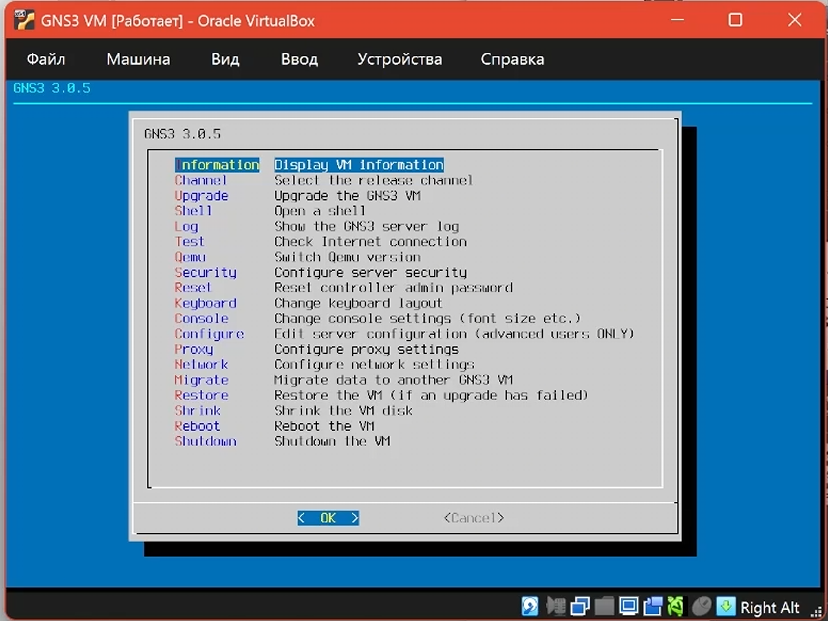 GNS3 VM [Работает] - Oracle VirtualBox
Файл Машина Вид Ввод Устройства Справка
GNS3 3.0.5
GNS3 3.0.5
Information Display VM information
Channel Select the release channel
Upgrade Upgrade the GNS3 VM
Shell Open a shell
Log Show the GNS3 server log
Test Check Internet connection
Qemu Switch Qemu version
Security Configure server security
Reset Reset controller admin password
Keyboard Change keyboard layout
Console Change console settings (font size etc.)
Configure Edit server configuration (advanced users ONLY)
Proxy Configure proxy settings
Network Configure network settings
Migrate Migrate data to another GNS3 VM
Restore Restore the VM (if an upgrade has failed)
Shrink Shrink the VM disk
Reboot Reboot the VM
Shutdown Shutdown the VM
< OK > <Cancel>
Right Alt